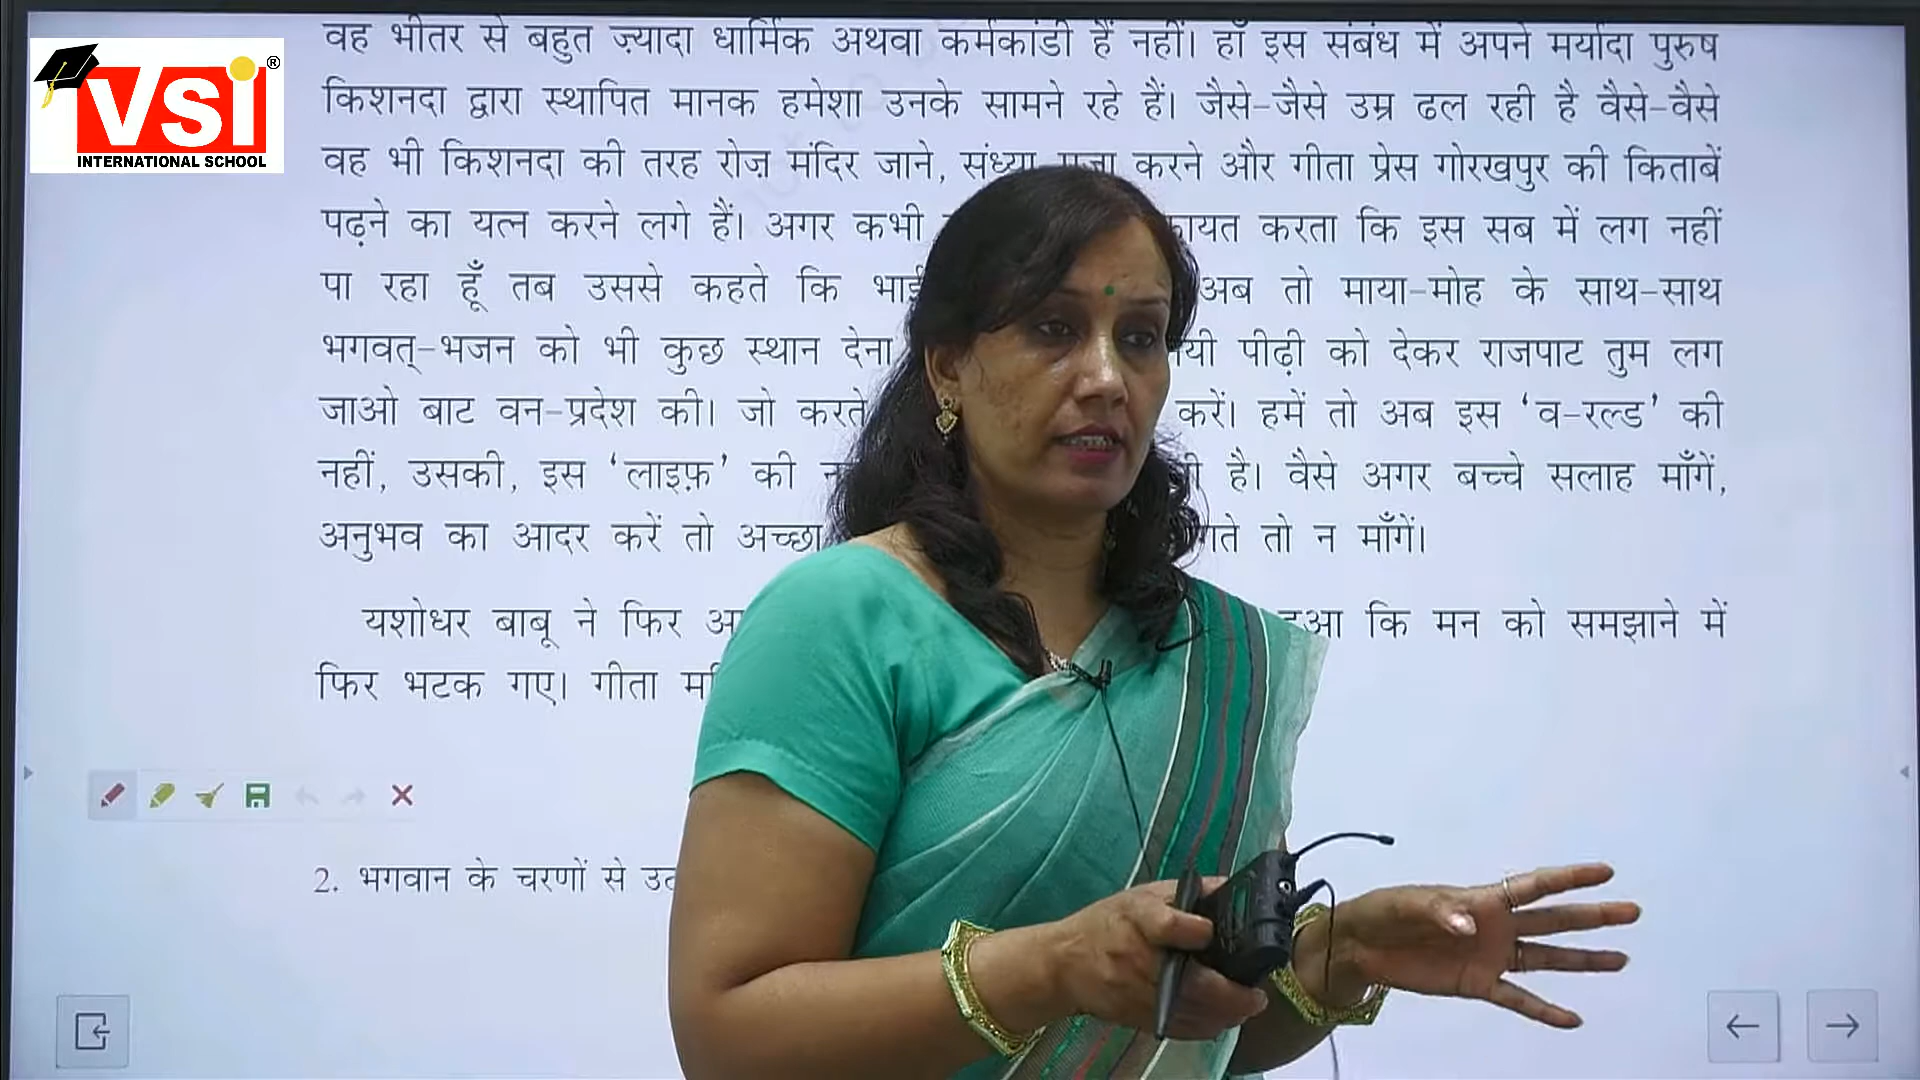 VSI®
INTERNATIONAL SCHOOL
वह भीतर से बहुत ज़्यादा धार्मिक अथवा कर्मकांडी हैं नहीं। हाँ इस संबंध में अपने मर्यादा पुरुष
किशनदा द्वारा स्थापित मानक हमेशा उनके सामने रहे हैं। जैसे-जैसे उम्र ढल रही है वैसे-वैसे
वह भी किशनदा की तरह रोज़ मंदिर जाने, संध्या करने और गीता प्रेस गोरखपुर की किताबें
पढ़ने का यत्न करने लगे हैं। अगर कभी करता कि इस सब में लग नहीं
पा रहा हूँ तब उससे कहते कि अब तो माया-मोह के साथ-साथ
भगवत्-भजन को भी कुछ स्थान देना पीढ़ी को देकर राजपाट तुम लग
जाओ बाट वन-प्रदेश की। जो करते करें। हमें तो अब इस ‘व-रल्ड’ की
नहीं, उसकी, इस ‘लाइफ़’ की है। वैसे अगर बच्चे सलाह माँगें,
अनुभव का आदर करें तो अच्छा तो न माँगें।
यशोधर बाबू ने फिर कि मन को समझाने में
फिर भटक गए। गीता
2. भगवान के चरणों से